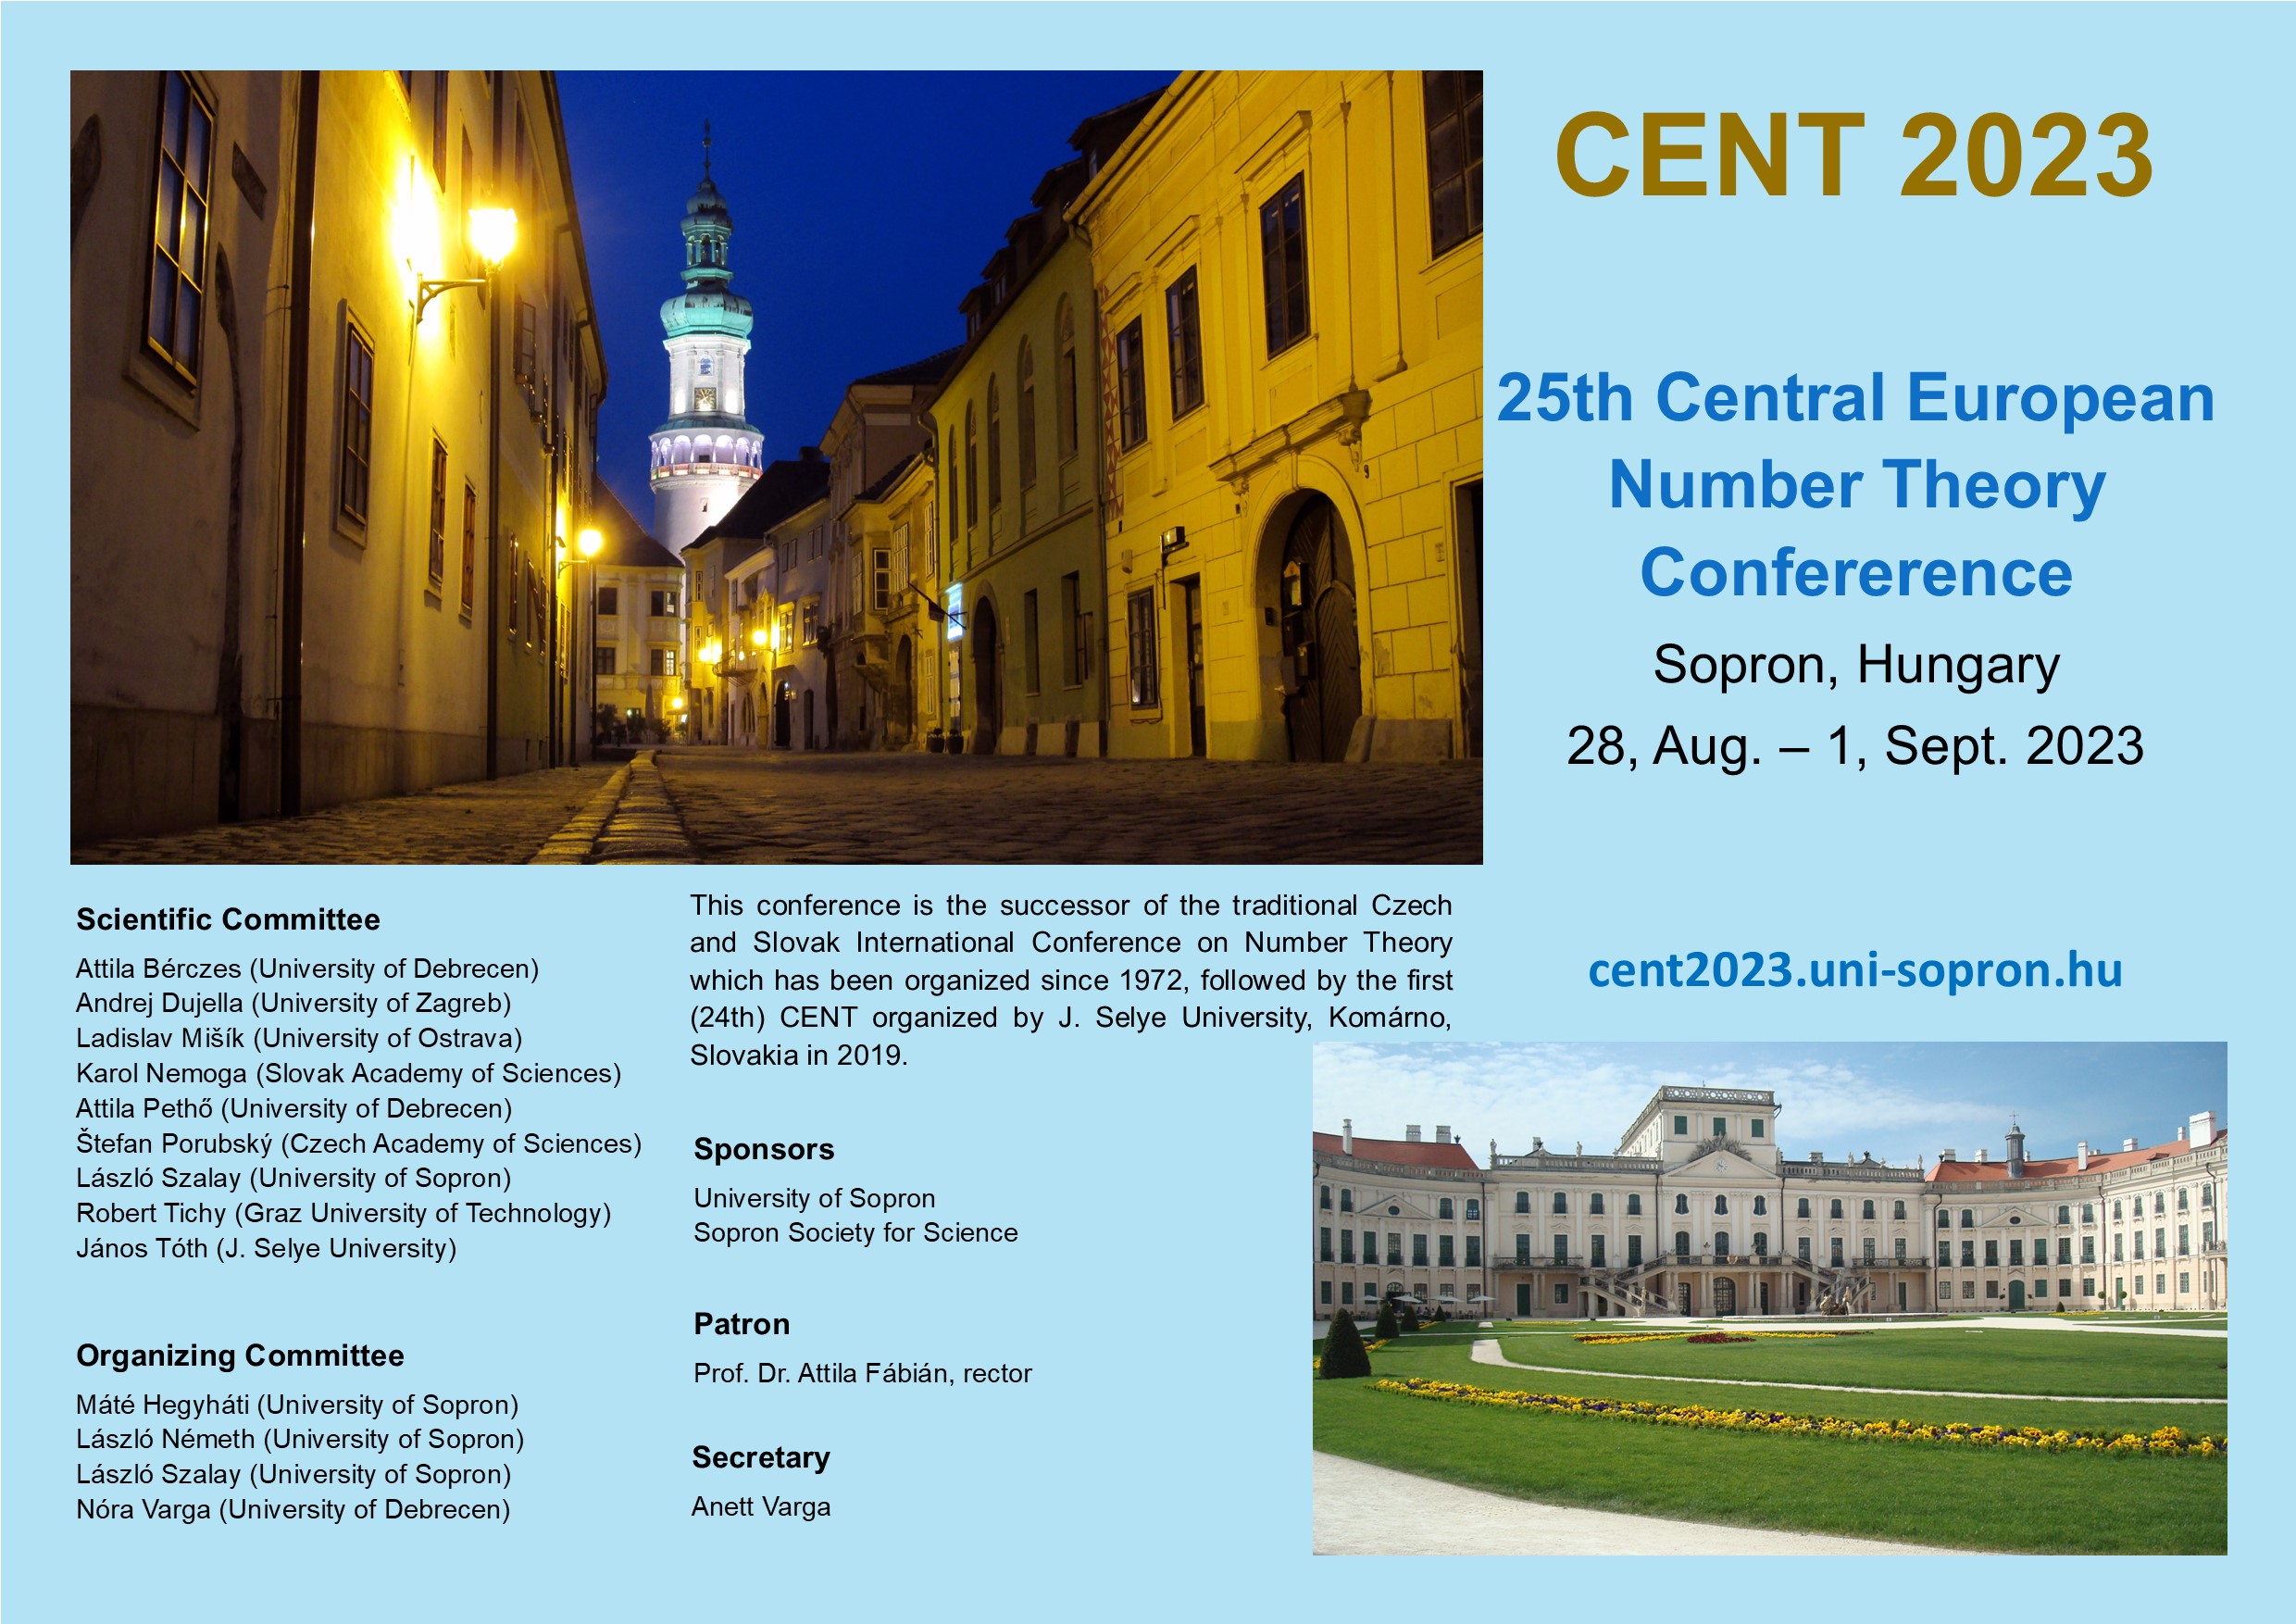 CENT 2023
25th Central European
Number Theory
Confererence
Sopron, Hungary
28, Aug. – 1, Sept. 2023
cent2023.uni-sopron.hu
Scientific Committee
Attila Bérczes (University of Debrecen)
Andrej Dujella (University of Zagreb)
Ladislav Mišík (University of Ostrava)
Karol Nemoga (Slovak Academy of Sciences)
Attila Pethő (University of Debrecen)
Štefan Porubský (Czech Academy of Sciences)
László Szalay (University of Sopron)
Robert Tichy (Graz University of Technology)
János Tóth (J. Selye University)
Organizing Committee
Máté Hegyháti (University of Sopron)
László Németh (University of Sopron)
László Szalay (University of Sopron)
Nóra Varga (University of Debrecen)
This conference is the successor of the traditional Czech
and Slovak International Conference on Number Theory
which has been organized since 1972, followed by the first
(24th) CENT organized by J. Selye University, Komárno,
Slovakia in 2019.
Sponsors
University of Sopron
Sopron Society for Science
Patron
Prof. Dr. Attila Fábián, rector
Secretary
Anett Varga
9